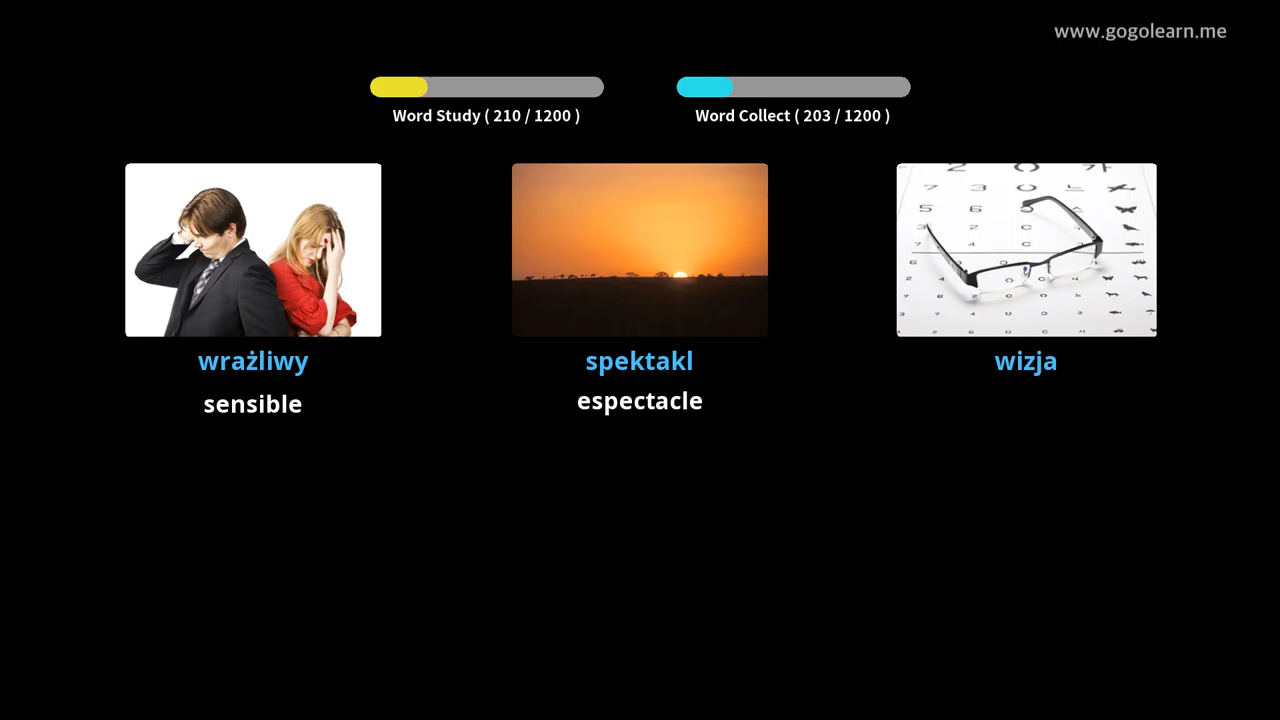 www.gogolearn.me
Word Study ( 210 / 1200 )
Word Collect ( 203 / 1200 )
wrażliwy
spektakl
wizja
sensible
espectacle